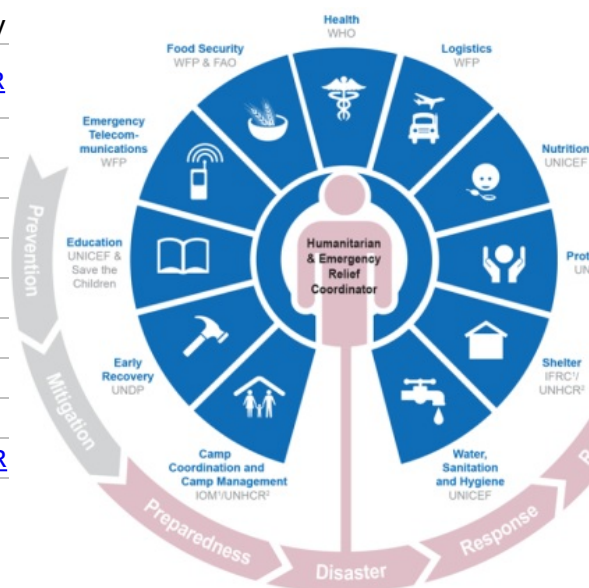 Health
WHO
Food Security
WFP & FAO
Logistics
WFP
Emergency
Telecom-
munications
WFP
Nutrition
UNICEF
Education
UNICEF &
Save the
Children
Humanitarian
& Emergency
Relief
Coordinator
Early
Recovery
UNDP
Shelter
IFRC¹/
UNHCR²
Camp
Coordination and
Camp Management
IOM¹/UNHCR²
Water,
Sanitation
and Hygiene
UNICEF
Prevention
Mitigation
Preparedness
Disaster
Response